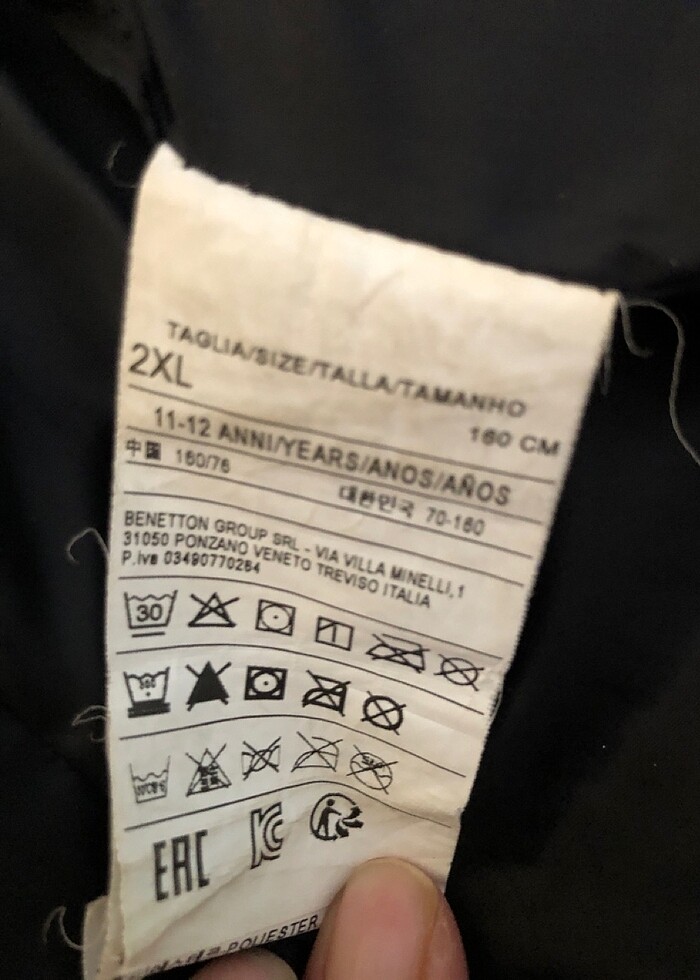 TAGLIA/SIZE/TALLA/TAMANHO
2XL
160 CM
11-12 ANNI/YEARS/ANOS/AÑOS
中国 160/76
대한민국 70-160
BENETTON GROUP SRL - VIA VILLA MINELLI,1
31050 PONZANO VENETO TREVISO ITALIA
P.iva 03490770264
30
EAC
POLIESTER